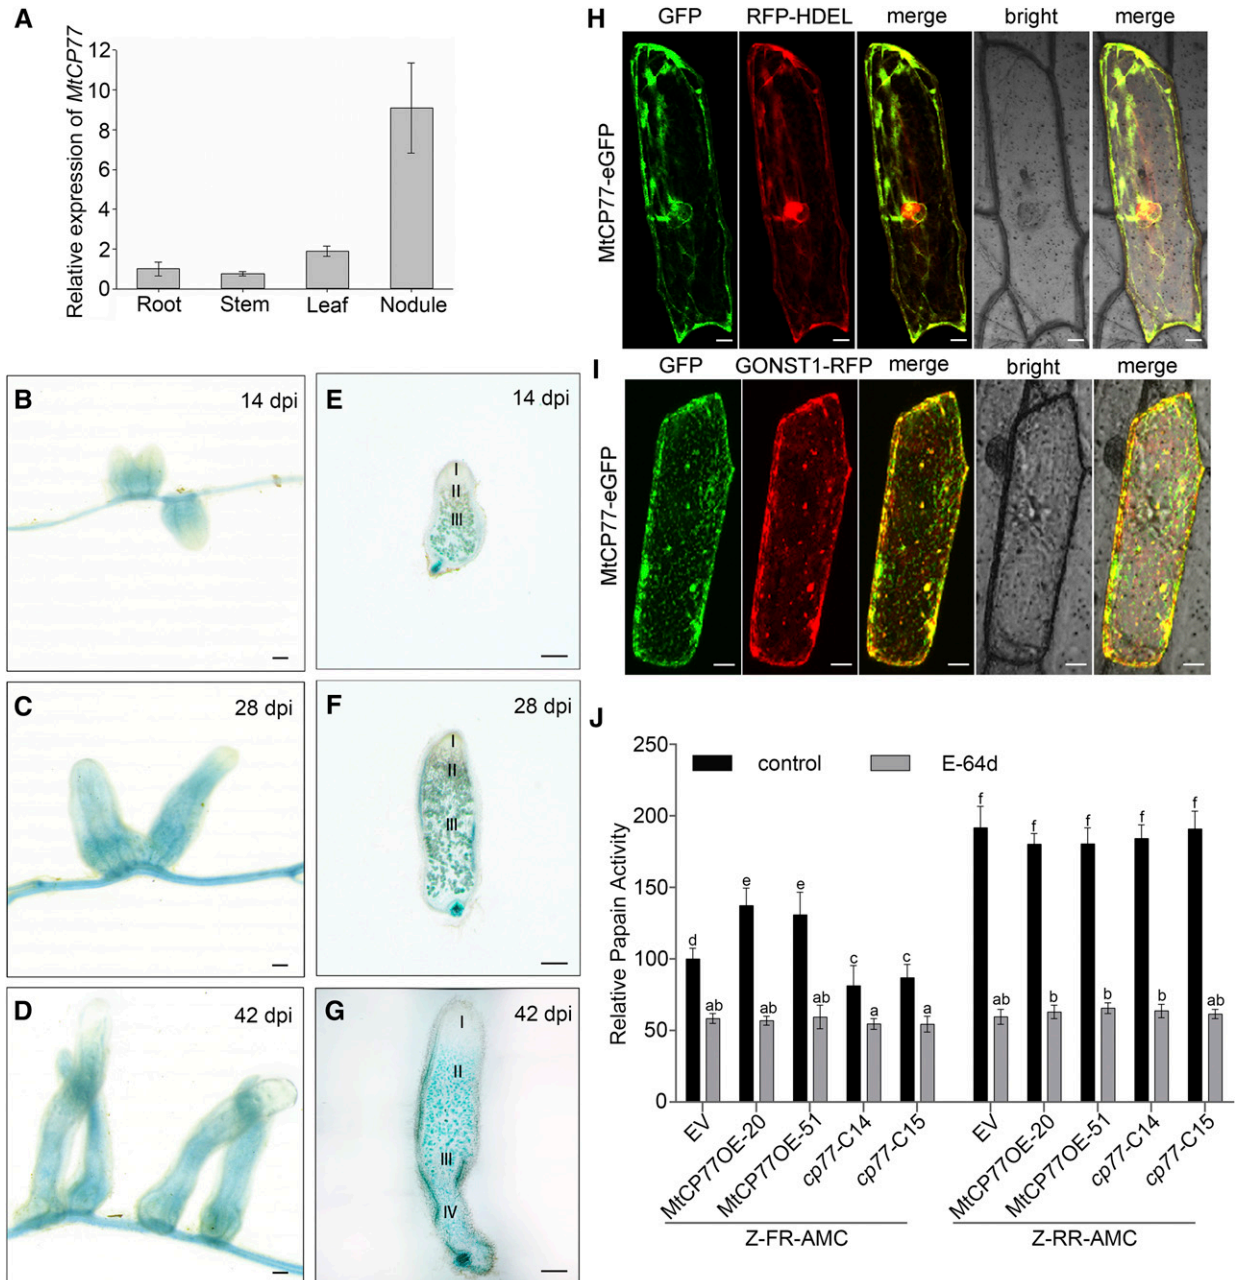 A
Relative expression of MtCP77
12
10
8
6
4
2
0
Root Stem Leaf Nodule
B
14 dpi
C
28 dpi
D
42 dpi
E
14 dpi
I
II
III
F
28 dpi
I
II
III
G
42 dpi
I
II
III
IV
H
GFP RFP-HDEL merge bright merge
MtCP77-eGFP
I
GFP GONST1-RFP merge bright merge
MtCP77-eGFP
J
Relative Papain Activity
250
200
150
100
50
0
control E-64d
d ab e ab e ab c a c a f ab f b f b f b f ab
EV MtCP77OE-20 MtCP77OE-51 cp77-C14 cp77-C15 EV MtCP77OE-20 MtCP77OE-51 cp77-C14 cp77-C15
Z-FR-AMC Z-RR-AMC